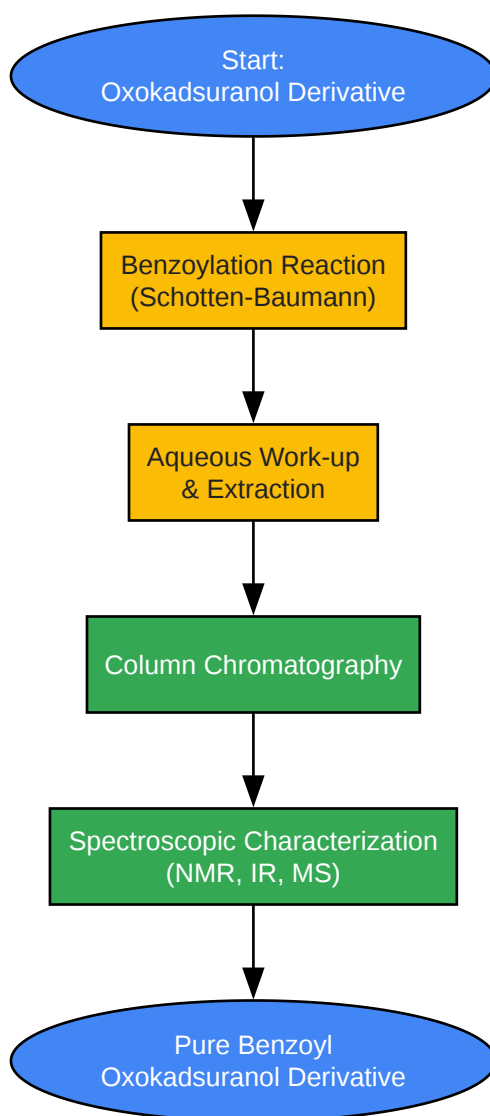 Start:
Oxokadsuranol Derivative
Benzoylation Reaction
(Schotten-Baumann)
Aqueous Work-up
& Extraction
Column Chromatography
Spectroscopic Characterization
(NMR, IR, MS)
Pure Benzoyl
Oxokadsuranol Derivative